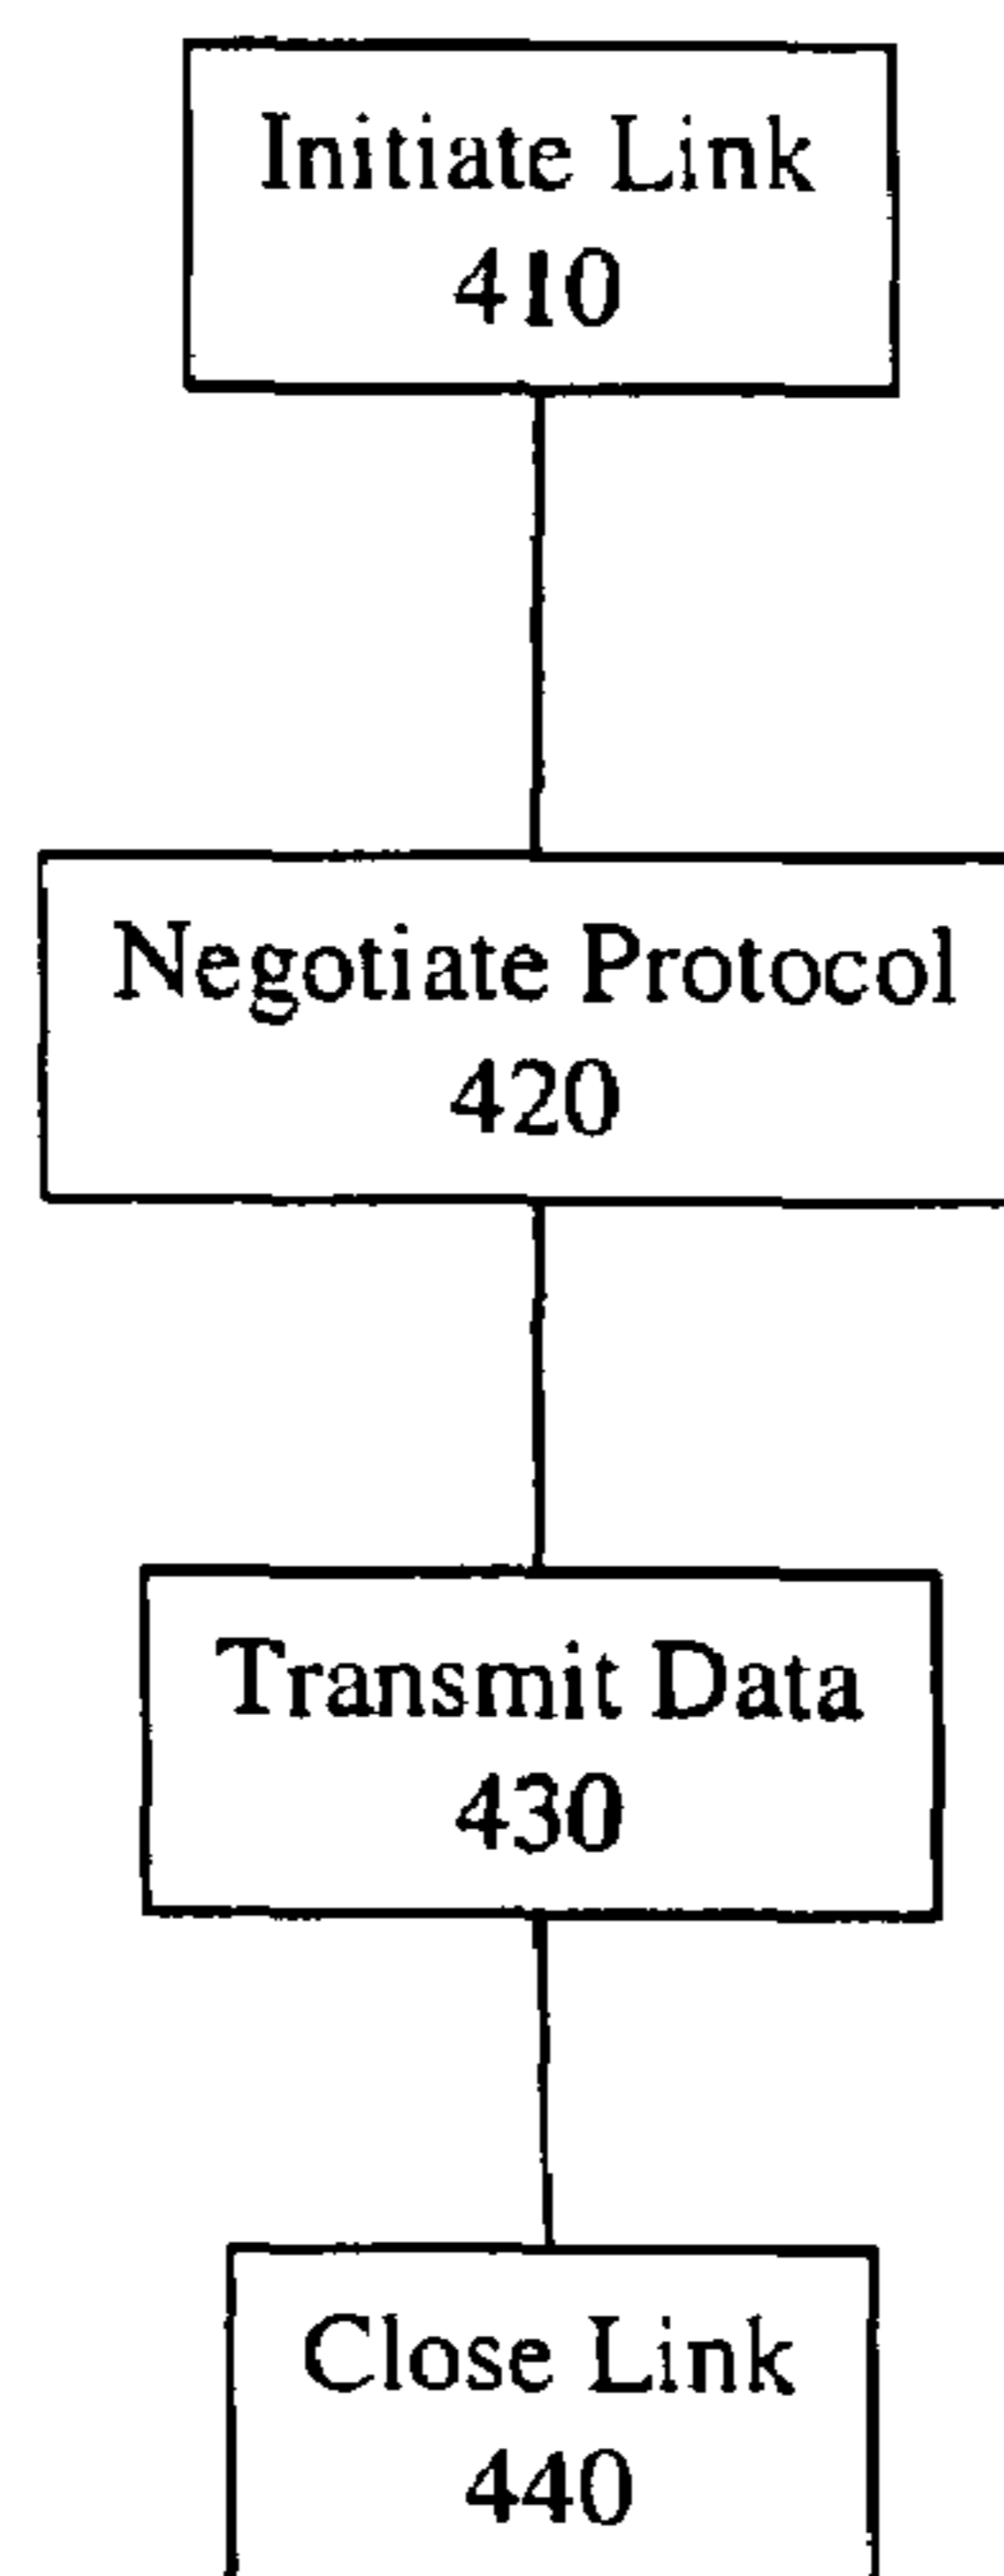 Initiate Link
410
Negotiate Protocol
420
Transmit Data
430
Close Link
440